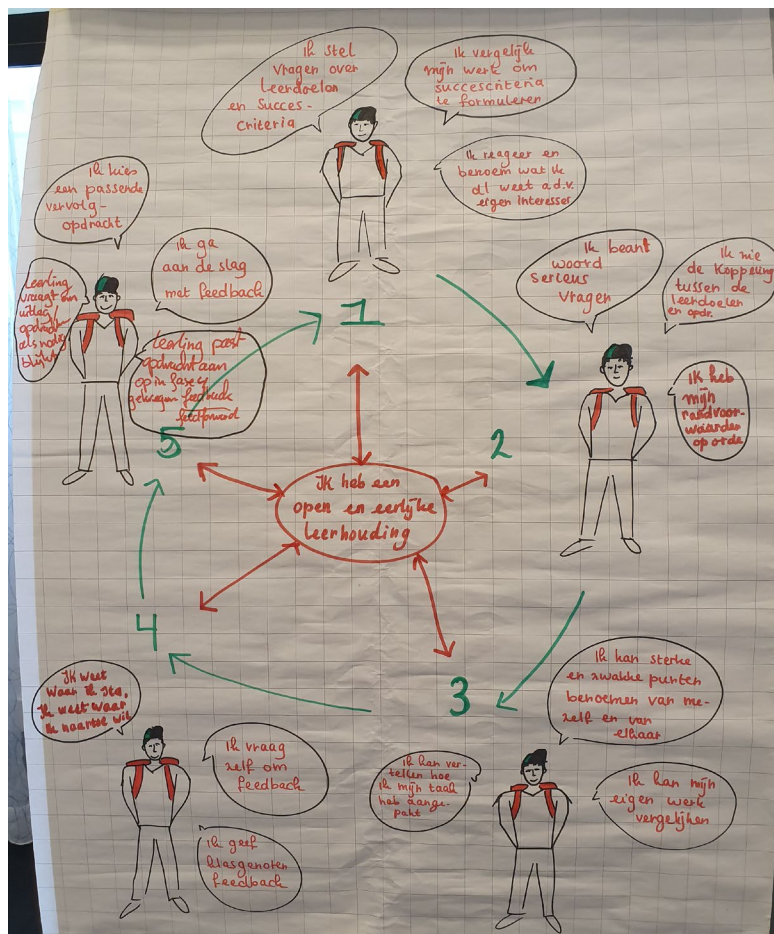 Ik stel
vragen over
leerdoelen
en succes-
criteria
Ik vergelijk
mijn werk om
succescriteria
te formuleren
Ik reageer en
benoem wat ik
al weet a.d.v.
eigen interesses
1
Ik beant
woord
serieus
vragen
Ik zie
de koppeling
tussen de
leerdoelen
en opdr.
Ik heb
mijn
randvoor-
waarden
op orde
2
Ik kan sterke
en zwakke punten
benoemen van me-
zelf en van
elkaar
Ik kan ver-
tellen hoe
ik mijn taak
heb aange-
pakt
Ik kan mijn
eigen werk
vergelijken
3
Ik weet
waar ik sta,
Ik weet waar
ik naartoe wil
Ik vraag
zelf om
feedback
Ik geef
klasgenoten
feedback
4
Ik kies
een passende
vervolg-
opdracht
Ik ga
aan de slag
met feedback
Leerling
vraagt om
uitleg/
opdracht
als nodig
blijkt
Leerling past
opdracht aan
op in fase 4
gekregen feedback
feedforward
5
Ik heb een
open en eerlijke
leerhouding